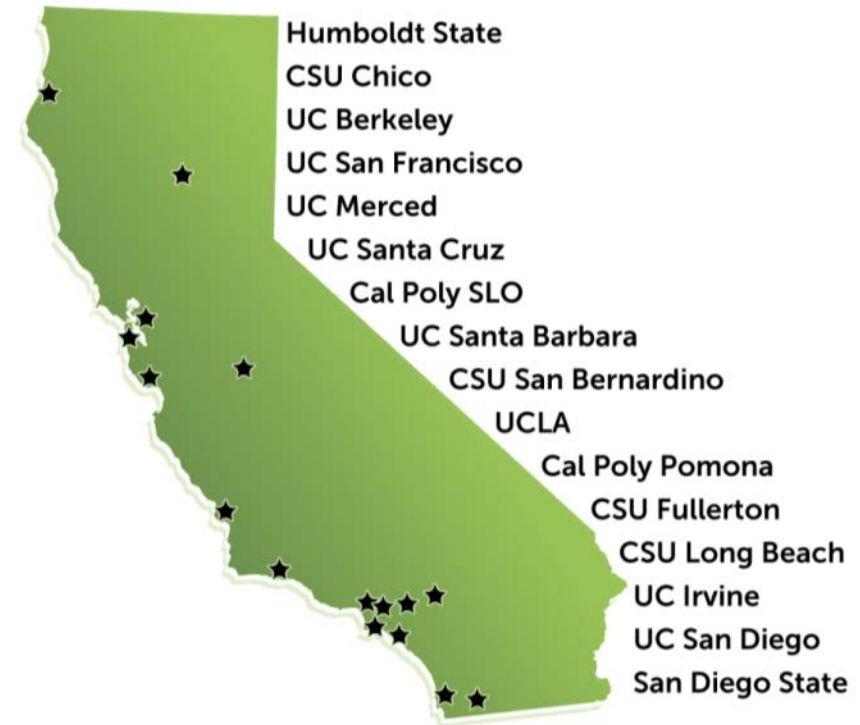 Humboldt State
CSU Chico
UC Berkeley
UC San Francisco
UC Merced
UC Santa Cruz
Cal Poly SLO
UC Santa Barbara
CSU San Bernardino
UCLA
Cal Poly Pomona
CSU Fullerton
CSU Long Beach
UC Irvine
UC San Diego
San Diego State